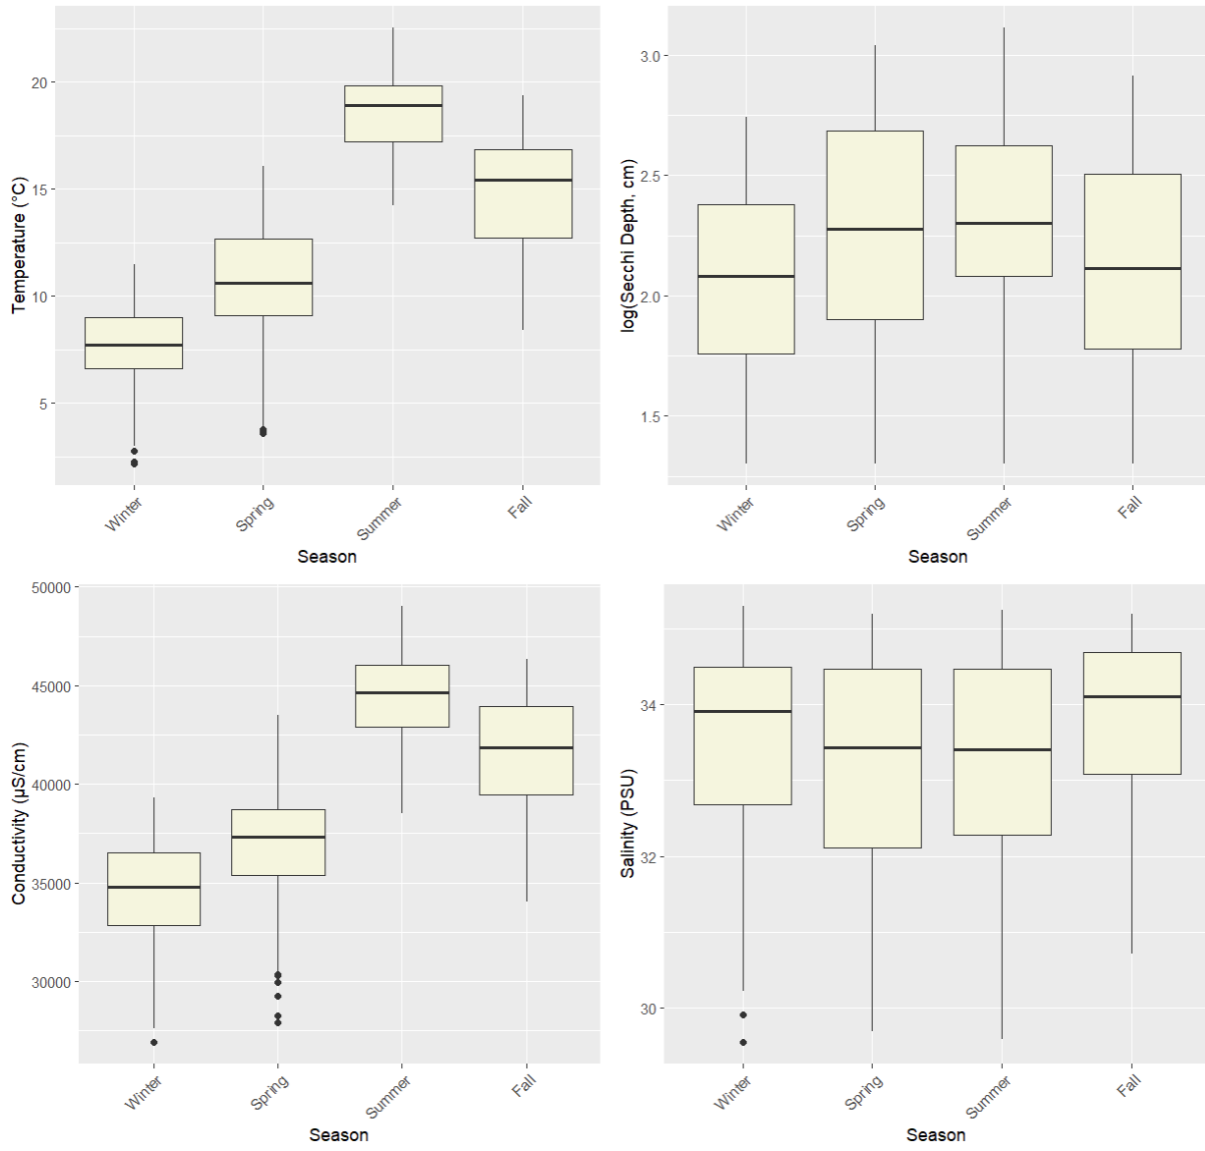 Temperature (°C)
20
15
10
5
Winter
Spring
Summer
Fall
Season
log(Secchi Depth, cm)
3.0
2.5
2.0
1.5
Winter
Spring
Summer
Fall
Season
Conductivity (µS/cm)
50000
45000
40000
35000
30000
Winter
Spring
Summer
Fall
Season
Salinity (PSU)
34
32
30
Winter
Spring
Summer
Fall
Season